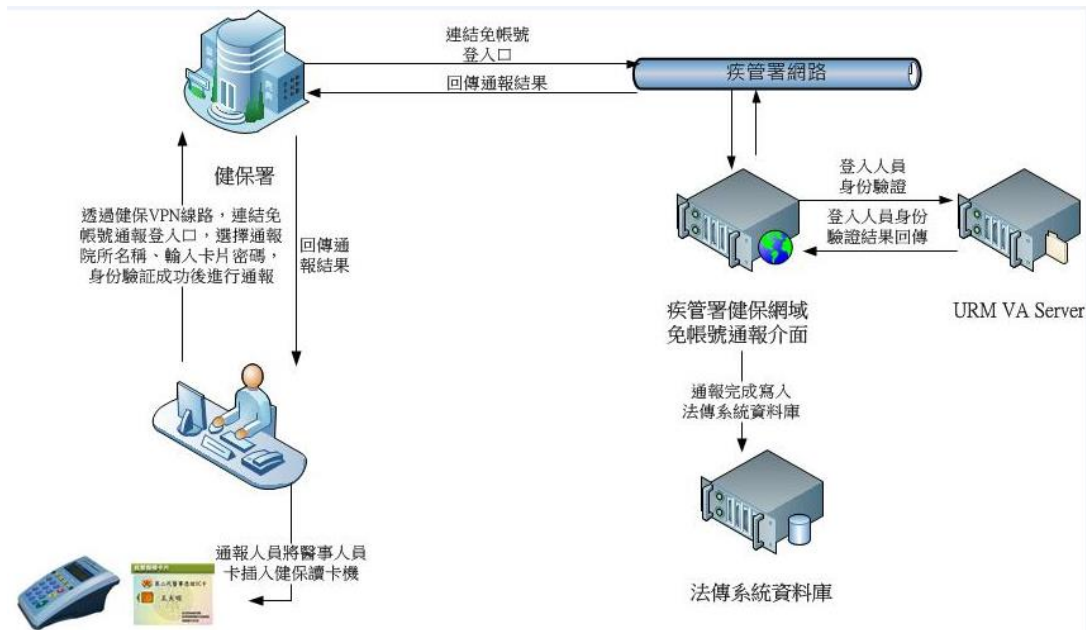 連結免帳號
登入口
疾管署網路
回傳通報結果
健保署
透過健保VPN線路，連結免
帳號通報登入口，選擇通報
院所名稱、輸入卡片密碼，
身份驗証成功後進行通報
回傳通
報結果
登入人員
身份驗證
登入人員身份
驗證結果回傳
疾管署健保網域
免帳號通報介面
URM VA Server
通報完成寫入
法傳系統資料庫
法傳系統資料庫
通報人員將醫事人員
卡插入健保讀卡機